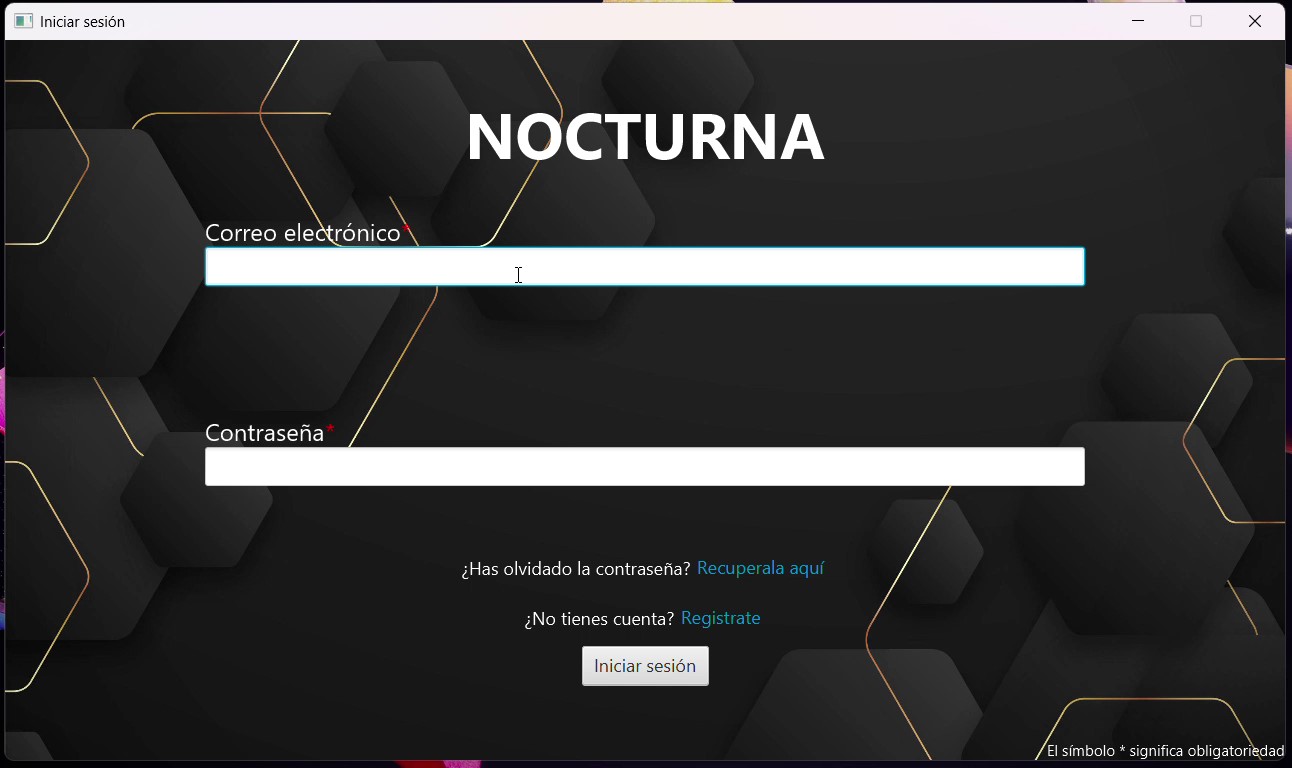 Iniciar sesión
NOCTURNA
Correo electrónico*
Contraseña*
¿Has olvidado la contraseña? Recuperala aquí
¿No tienes cuenta? Registrate
Iniciar sesión
El símbolo * significa obligatoriedad